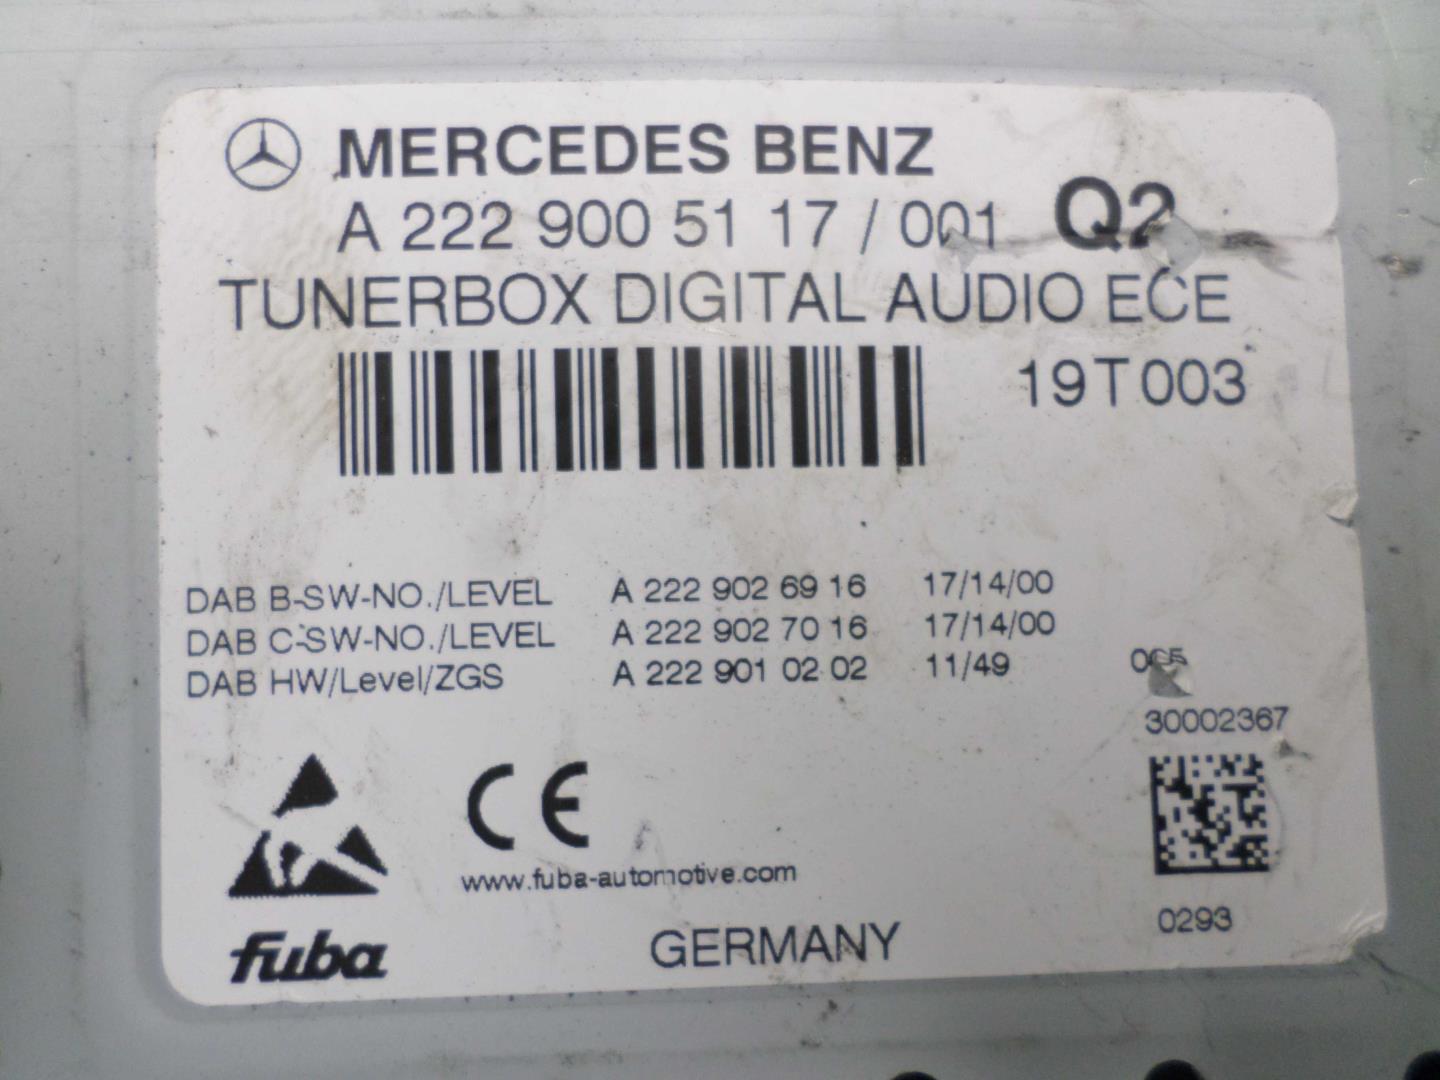 MERCEDES BENZ
A 222 900 51 17 / 001 Q2
TUNERBOX DIGITAL AUDIO ECE
19T003
DAB B-SW-NO./LEVEL A 222 902 69 16 17/14/00
DAB C-SW-NO./LEVEL A 222 902 70 16 17/14/00
DAB HW/Level/ZGS A 222 901 02 02 11/49
30002367
CE
www.fuba-automotive.com
0293
fuba
GERMANY